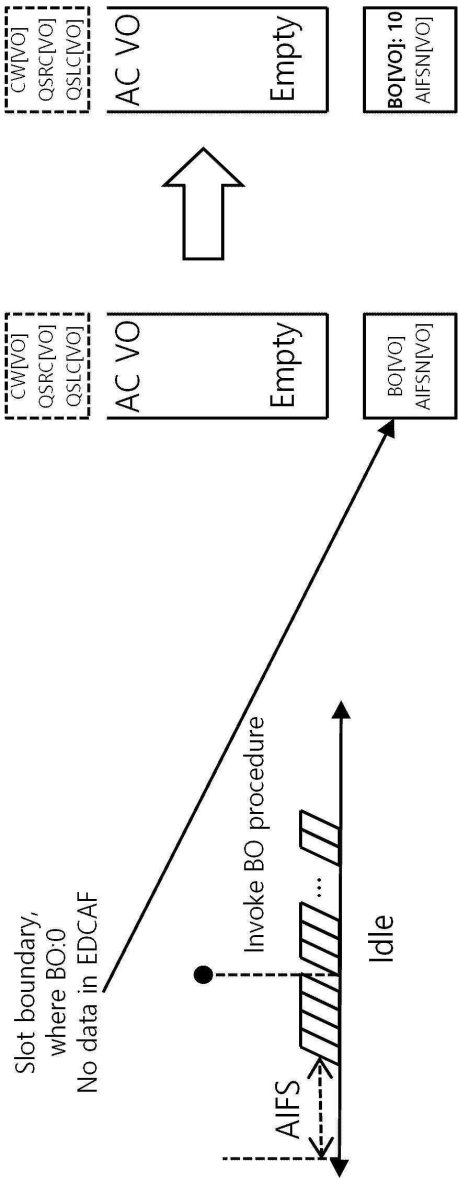 Slot boundary,
where BO:0
No data in EDCAF
Invoke BO procedure
AIFS
...
Idle
CW[VO]
QSRC[VO]
QSLC[VO]
AC VO
Empty
BO[VO]
AIFSN[VO]
CW[VO]
QSRC[VO]
QSLC[VO]
AC VO
Empty
BO[VO]: 10
AIFSN[VO]